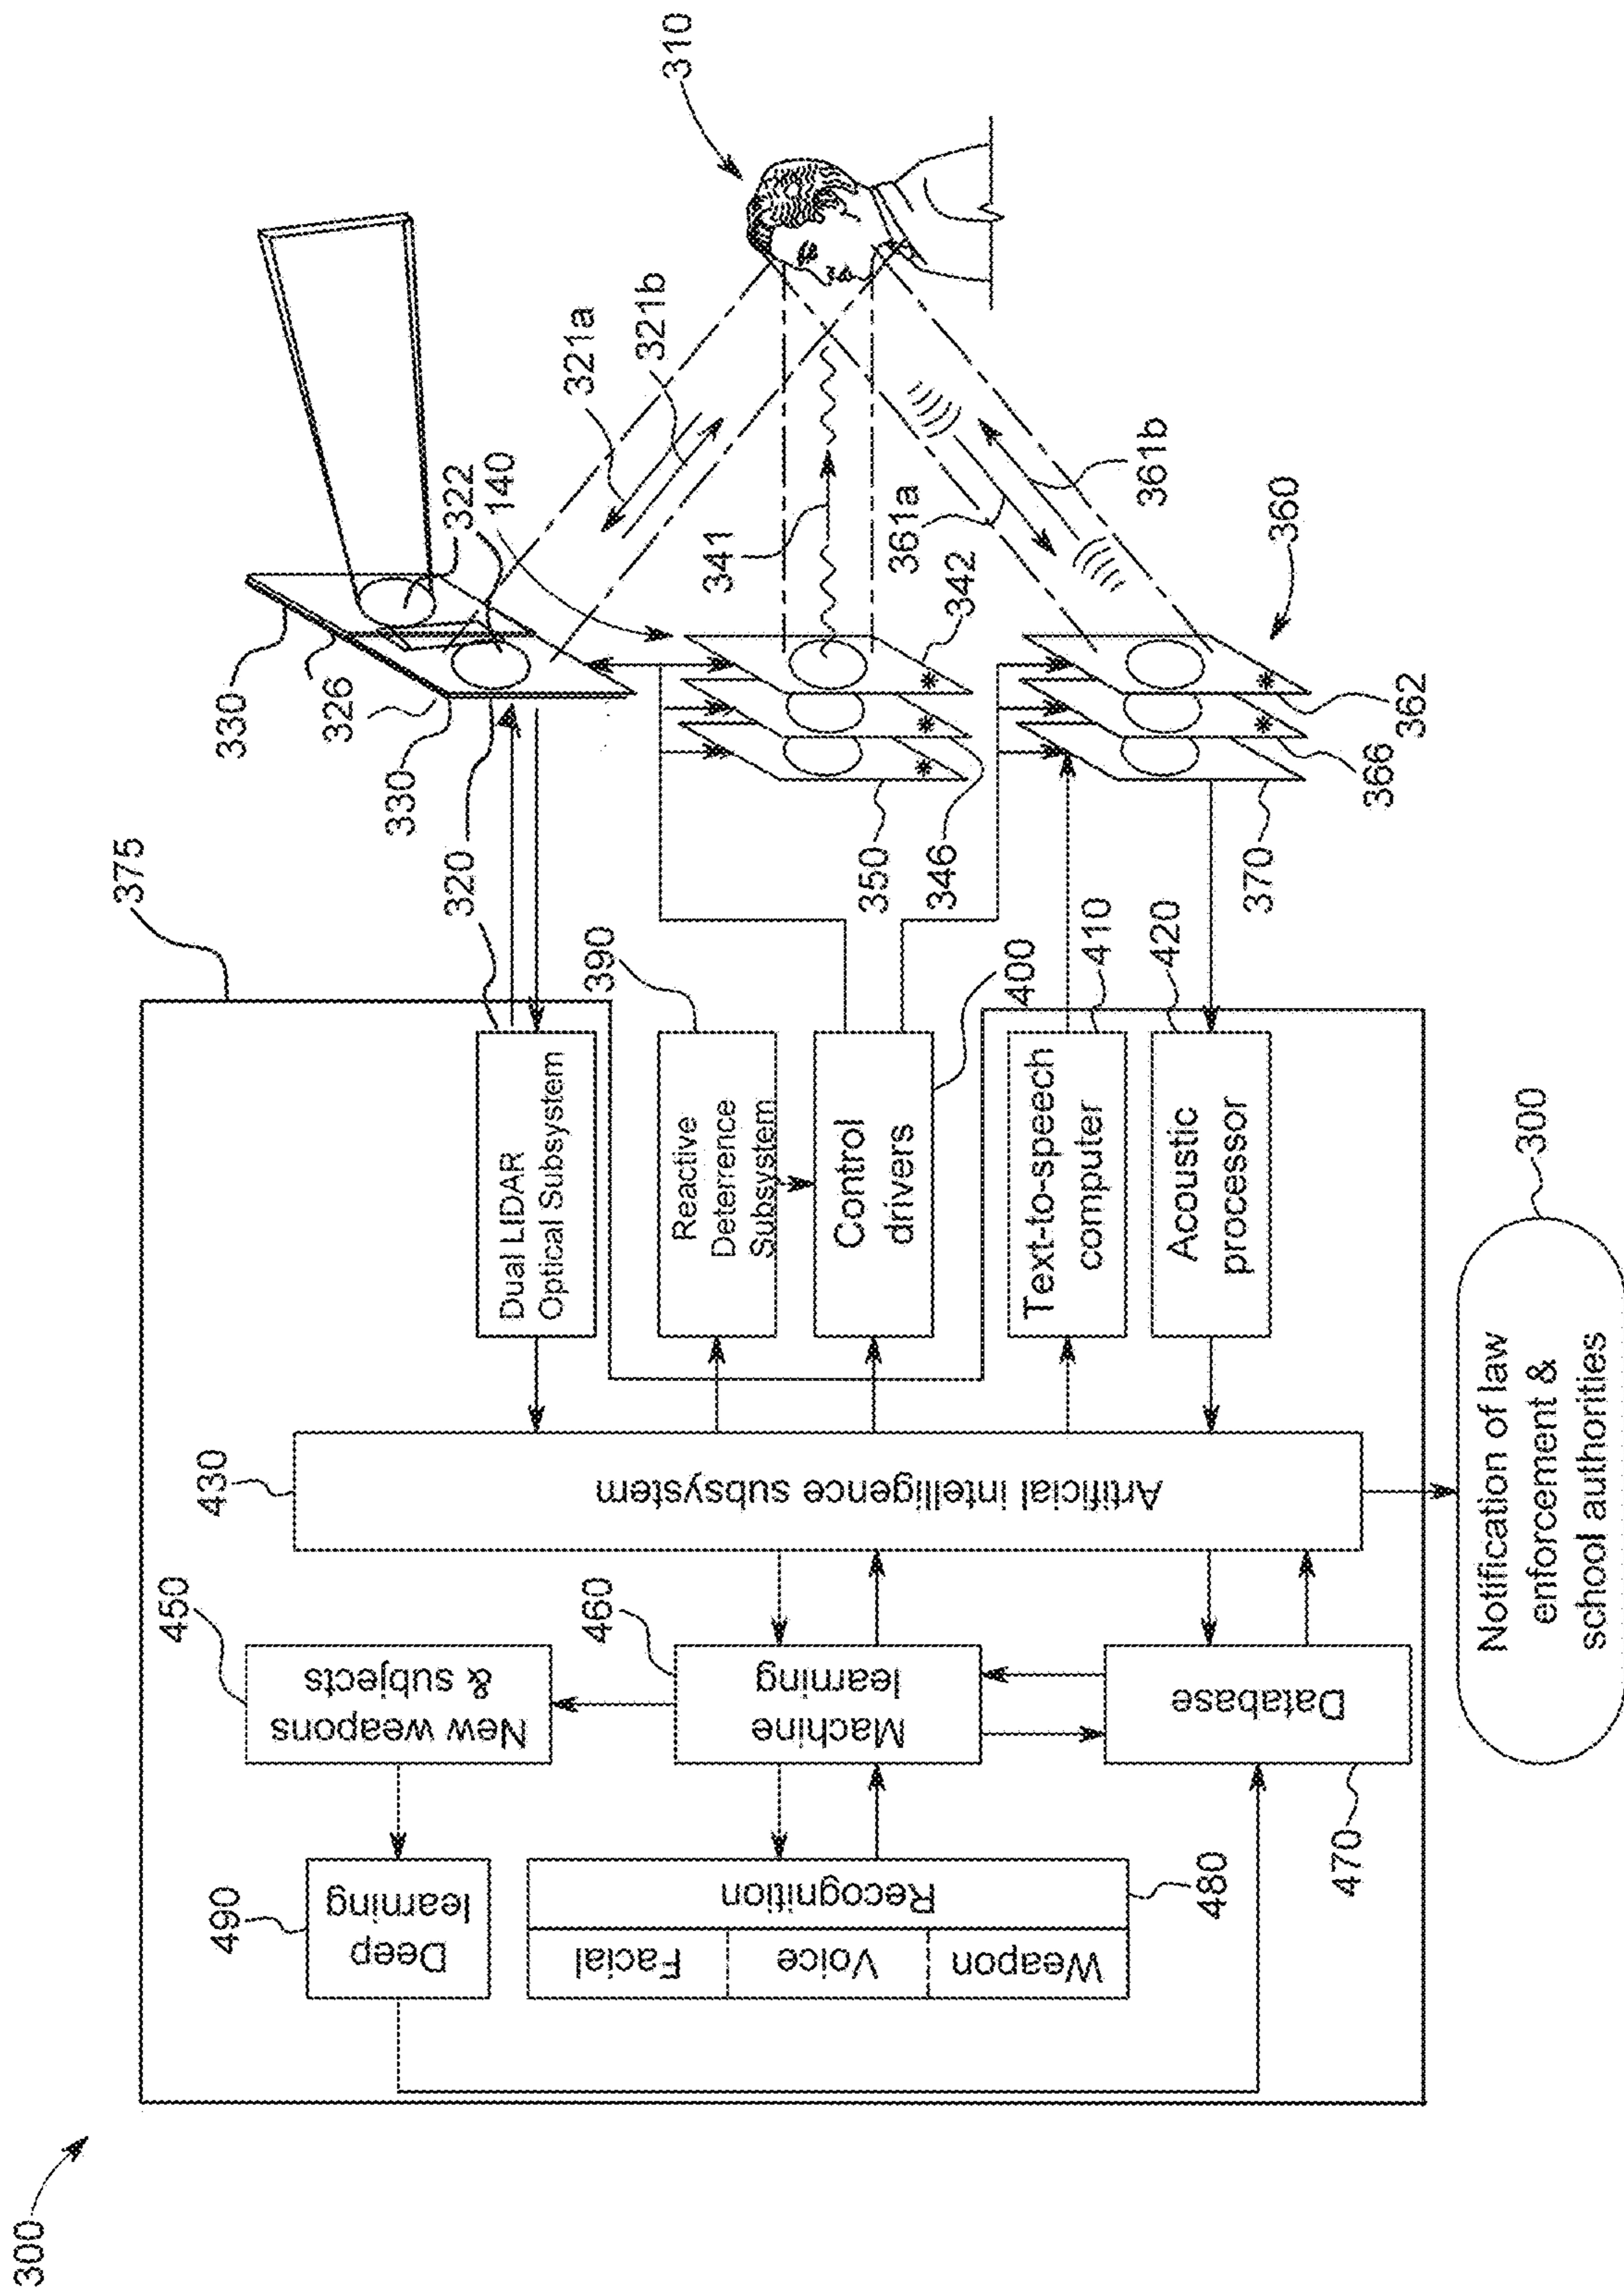 300
375
490
Deep
learning
450
New weapons
& subjects
430
Artificial intelligence subsystem
Facial
Voice
Weapon
Recognition
480
460
Machine
learning
470
Database
320
Dual LIDAR
Optical Subsystem
390
Reactive
Deterrence
Subsystem
Control
drivers
400
Text-to-speech
computer
410
Acoustic
processor
420
330
326
330
322
140
321a
321b
310
341
350
346
342
361a
361b
360
370
366
362
300
Notification of law
enforcement &
school authorities